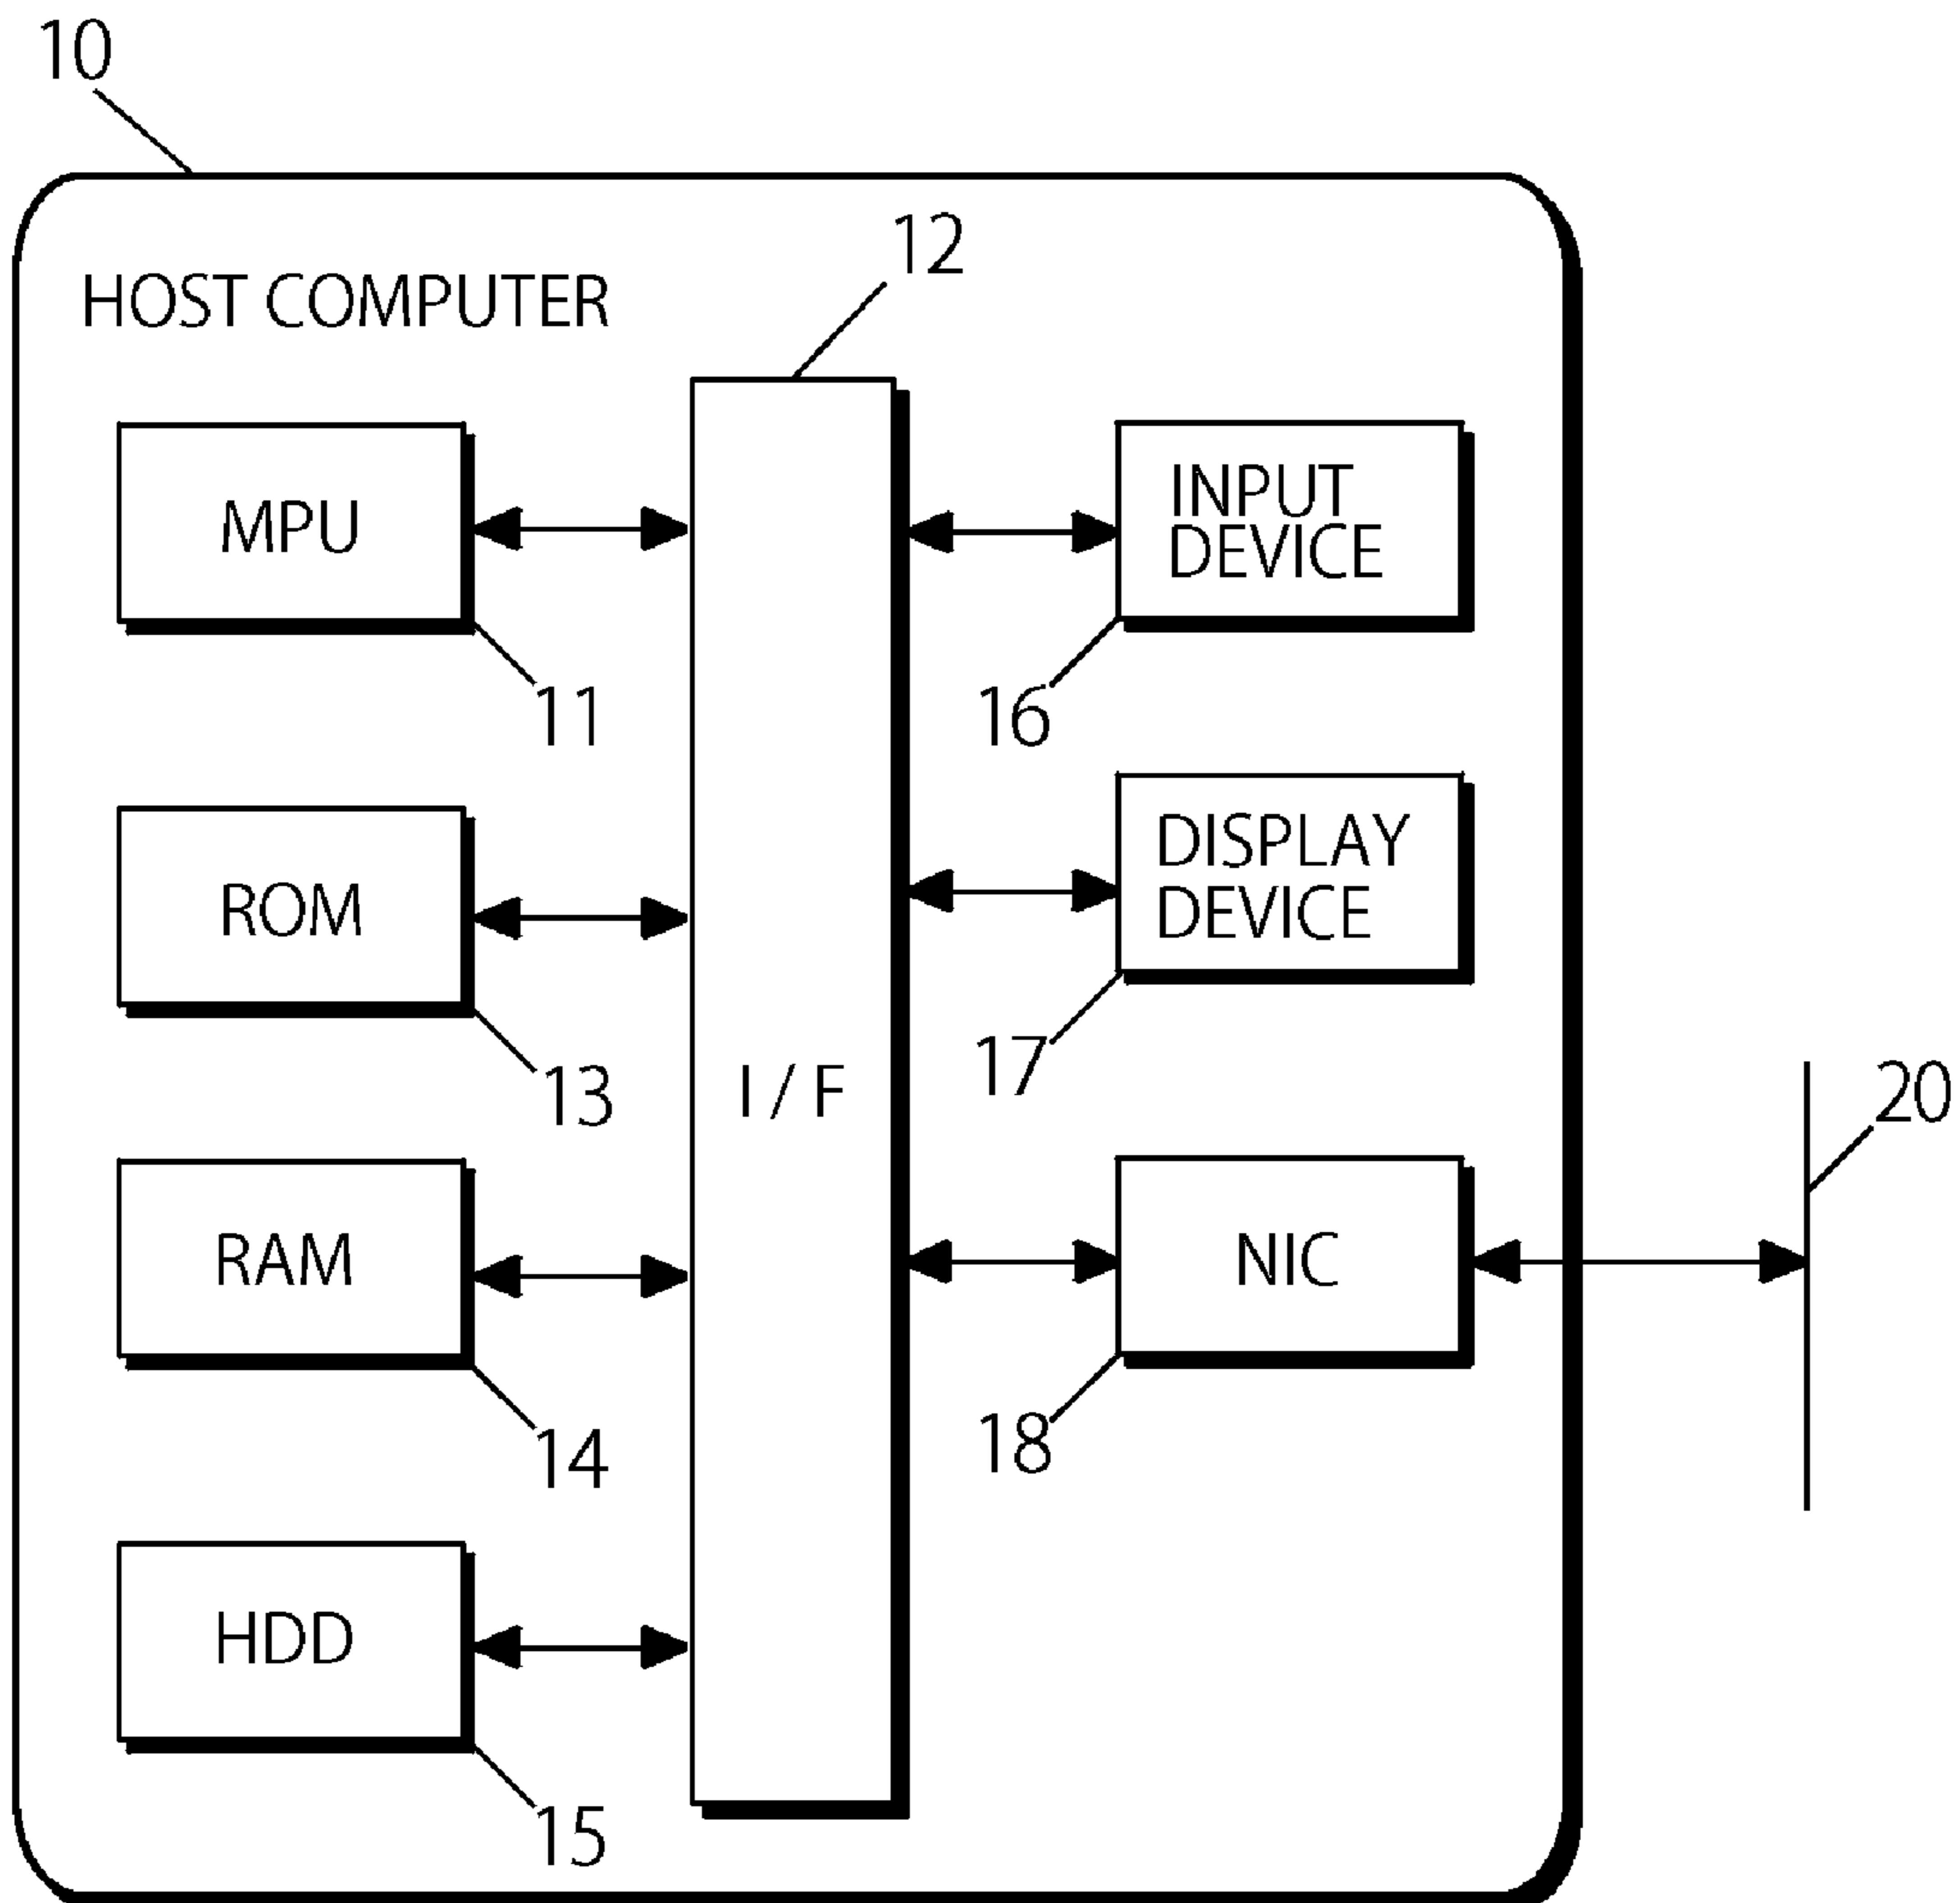 10
HOST COMPUTER
12
MPU
11
INPUT
DEVICE
16
ROM
13
I / F
DISPLAY
DEVICE
17
20
RAM
14
NIC
18
HDD
15